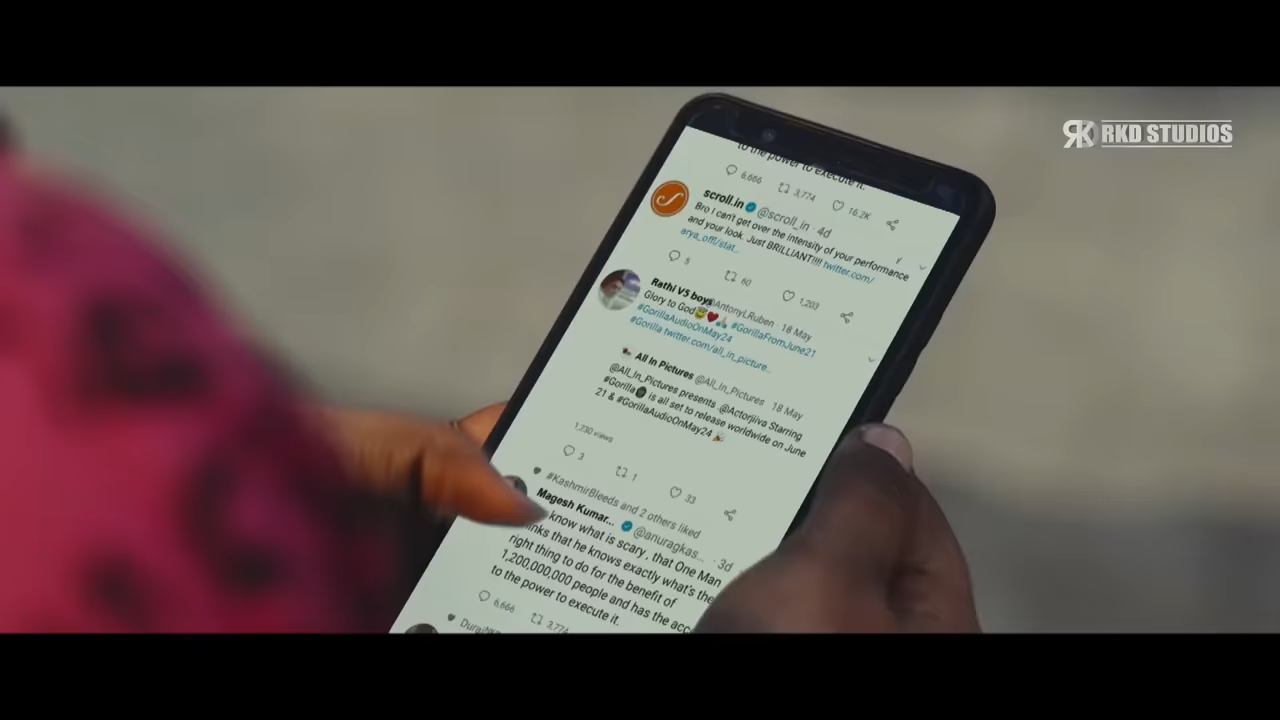 RK RKD STUDIOS
to the power to execute it.
6,666 3,774 16.2K
scroll.in @scroll_in · 4d
Bro I can't get over the intensity of your performance
and your look. Just BRILLIANT!!!! twitter.com/
arya_offl/stat...
5 60 1,203
Rathi V5 boys @AntonyLRuben · 18 May
Glory to God😇❤️👍 #GorillaFromJune21
#GorillaAudioOnMay24
#Gorilla twitter.com/all_in_picture...
All In Pictures @All_In_Pictures · 18 May
@All_In_Pictures presents @Actorjiiva Starring
#Gorilla is all set to release worldwide on June
21 & #GorillaAudioOnMay24 🎉
1,730 views
3 1 33
#KashmirBleeds and 2 others liked
Magesh Kumar... @anuragkas... · 3d
know what is scary , that One Man
inks that he knows exactly what's the
right thing to do for the benefit of
1,200,000,000 people and has the acce
to the power to execute it.
6,666 3,774